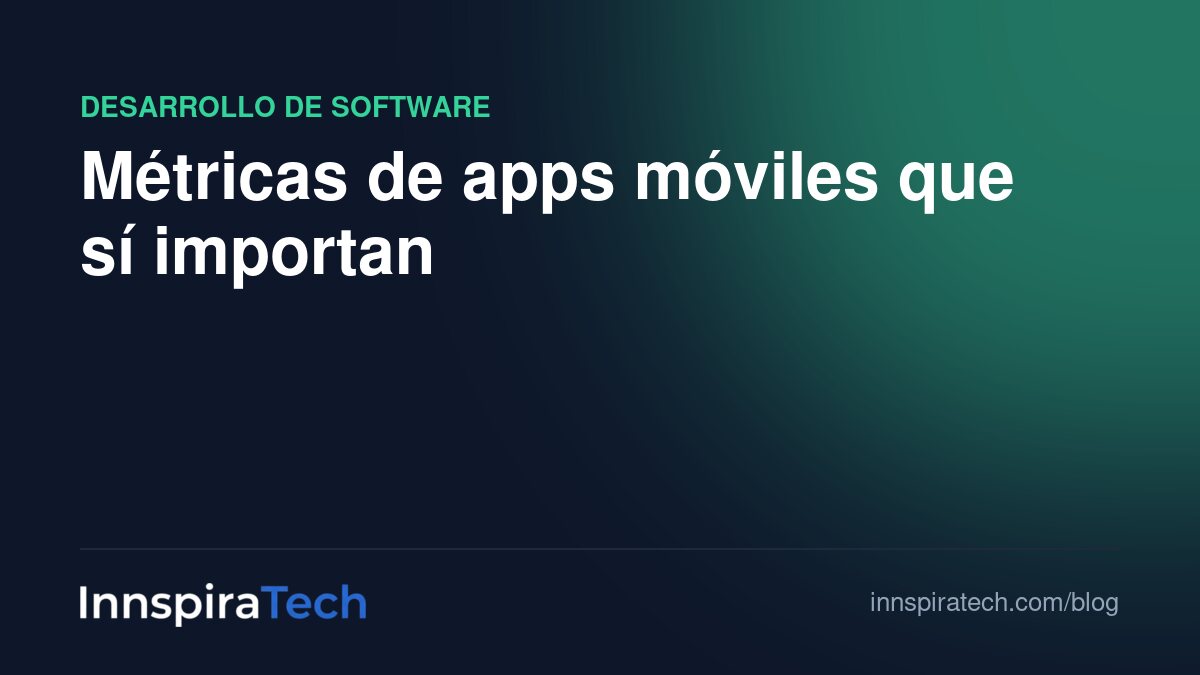 DESARROLLO DE SOFTWARE
Métricas de apps móviles que
sí importan
InnspiraTech
innspiratech.com/blog